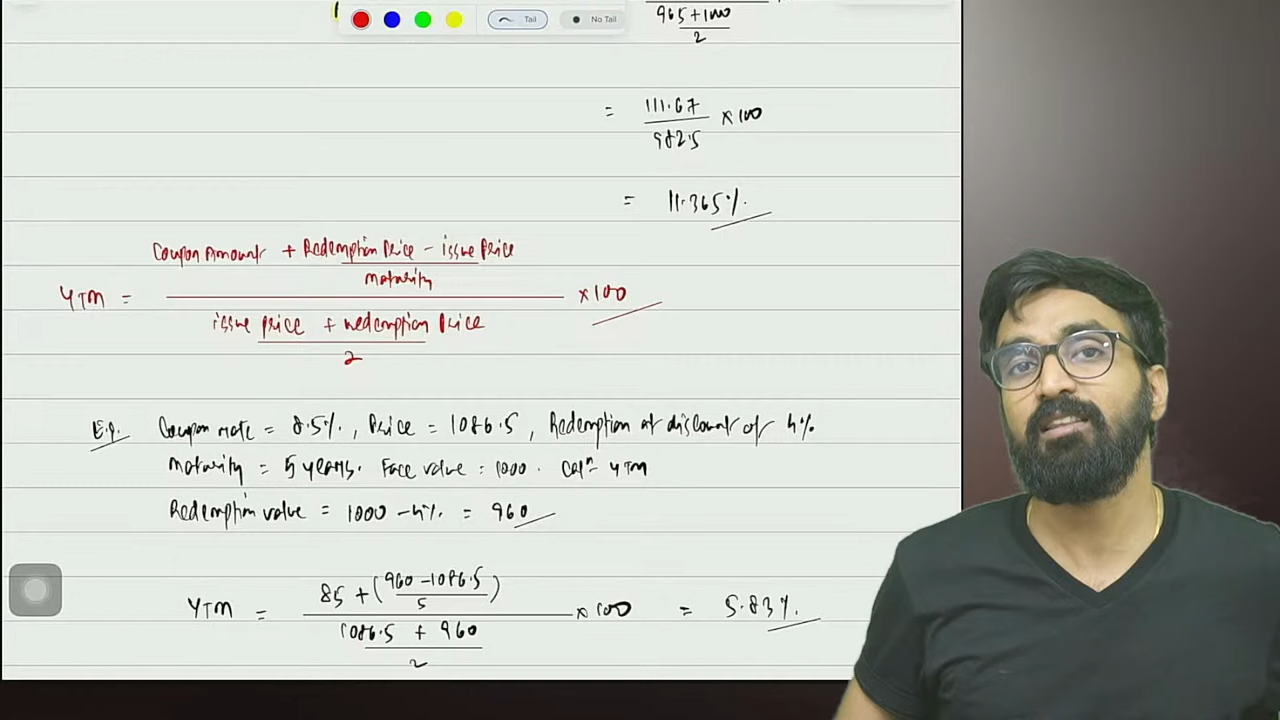 Tail No Tail
965+1000
2
= 111.67
982.5 ×100
= 11.365%.
Coupon Amount + Redemption Price - issue Price
maturity
YTM = ×100
issue price + redemption Price
2
E.g. Coupon rate = 8.5%, Price = 1086.5, Redemption at discount of 4%
Maturity = 5 years. Face value = 1000. Calⁿ YTM
Redemption value = 1000 - 4%. = 960
85 + (960-1086.5)
5
YTM = ×100 = 5.83%.
1086.5 + 960
2